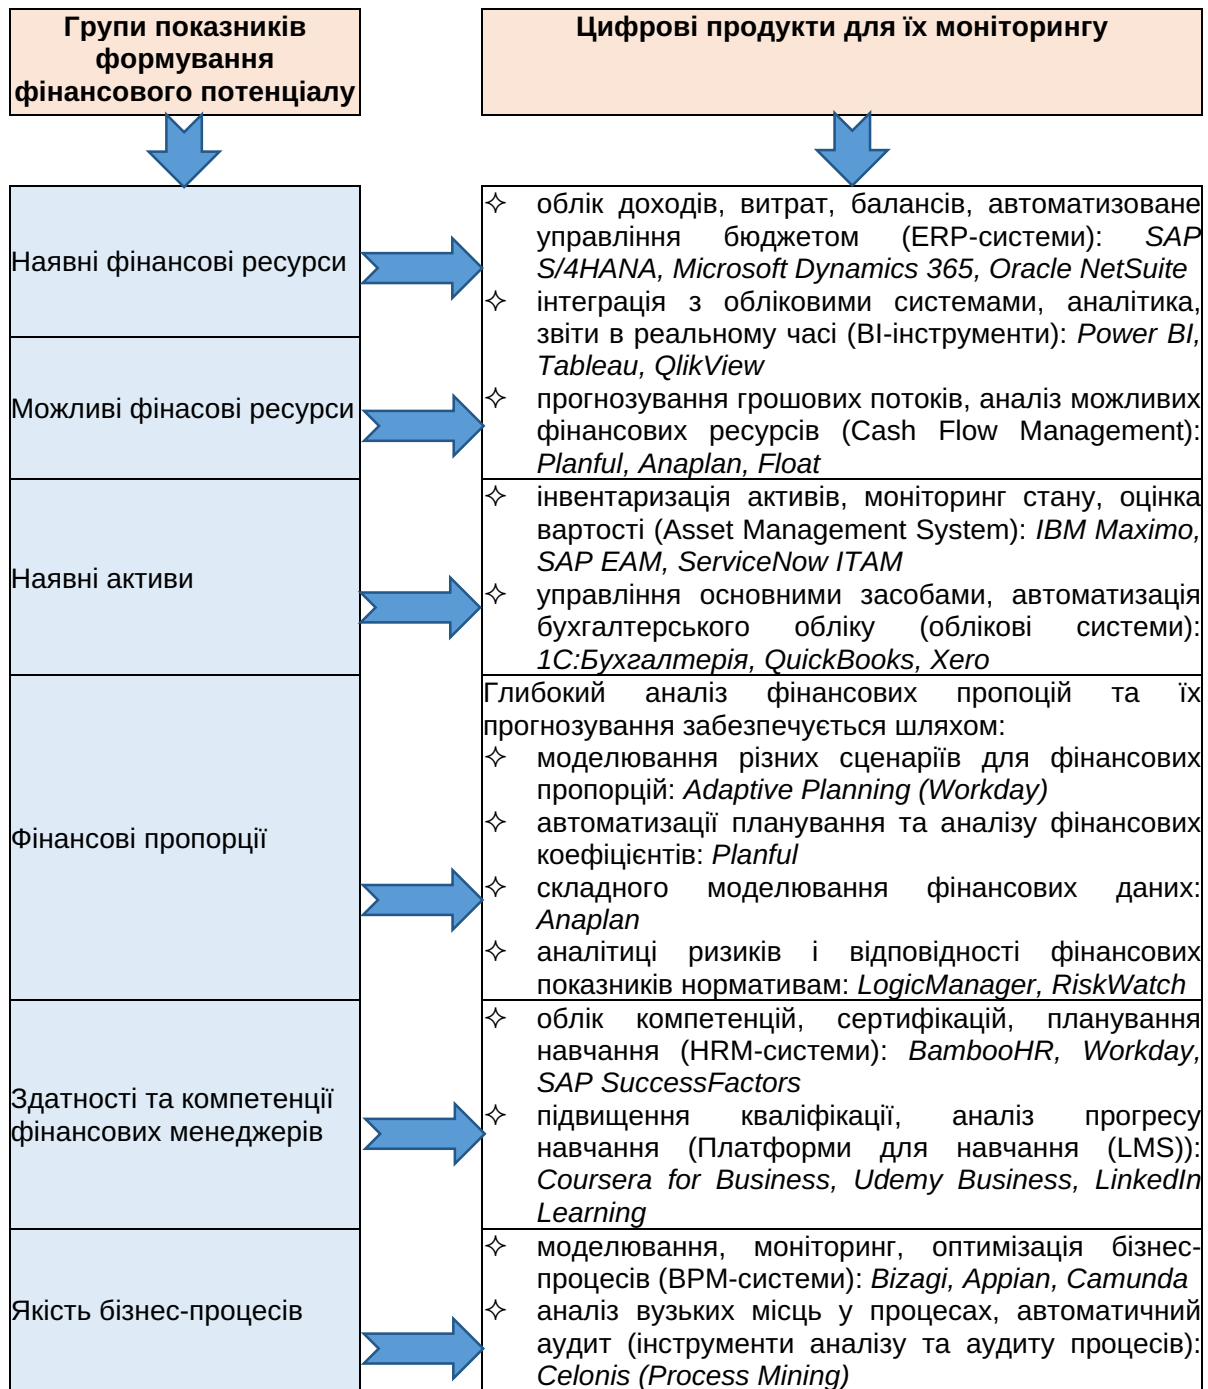 Групи показників
формування
фінансового потенціалу
Цифрові продукти для їх моніторингу
Наявні фінансові ресурси
Можливі фінасові ресурси
✧ облік доходів, витрат, балансів, автоматизоване
управління бюджетом (ERP-системи): SAP
S/4HANA, Microsoft Dynamics 365, Oracle NetSuite
✧ інтеграція з обліковими системами, аналітика,
звіти в реальному часі (BI-інструменти): Power BI,
Tableau, QlikView
✧ прогнозування грошових потоків, аналіз можливих
фінансових ресурсів (Cash Flow Management):
Planful, Anaplan, Float
Наявні активи
✧ інвентаризація активів, моніторинг стану, оцінка
вартості (Asset Management System): IBM Maximo,
SAP EAM, ServiceNow ITAM
✧ управління основними засобами, автоматизація
бухгалтерського обліку (облікові системи):
1С:Бухгалтерія, QuickBooks, Xero
Фінансові пропорції
Глибокий аналіз фінансових пропоцій та їх
прогнозування забезпечується шляхом:
✧ моделювання різних сценаріїв для фінансових
пропорцій: Adaptive Planning (Workday)
✧ автоматизації планування та аналізу фінансових
коефіцієнтів: Planful
✧ складного моделювання фінансових даних:
Anaplan
✧ аналітиці ризиків і відповідності фінансових
показників нормативам: LogicManager, RiskWatch
Здатності та компетенції
фінансових менеджерів
✧ облік компетенцій, сертифікацій, планування
навчання (HRM-системи): BambooHR, Workday,
SAP SuccessFactors
✧ підвищення кваліфікації, аналіз прогресу
навчання (Платформи для навчання (LMS)):
Coursera for Business, Udemy Business, LinkedIn
Learning
Якість бізнес-процесів
✧ моделювання, моніторинг, оптимізація бізнес-
процесів (BPM-системи): Bizagi, Appian, Camunda
✧ аналіз вузьких місць у процесах, автоматичний
аудит (інструменти аналізу та аудиту процесів):
Celonis (Process Mining)